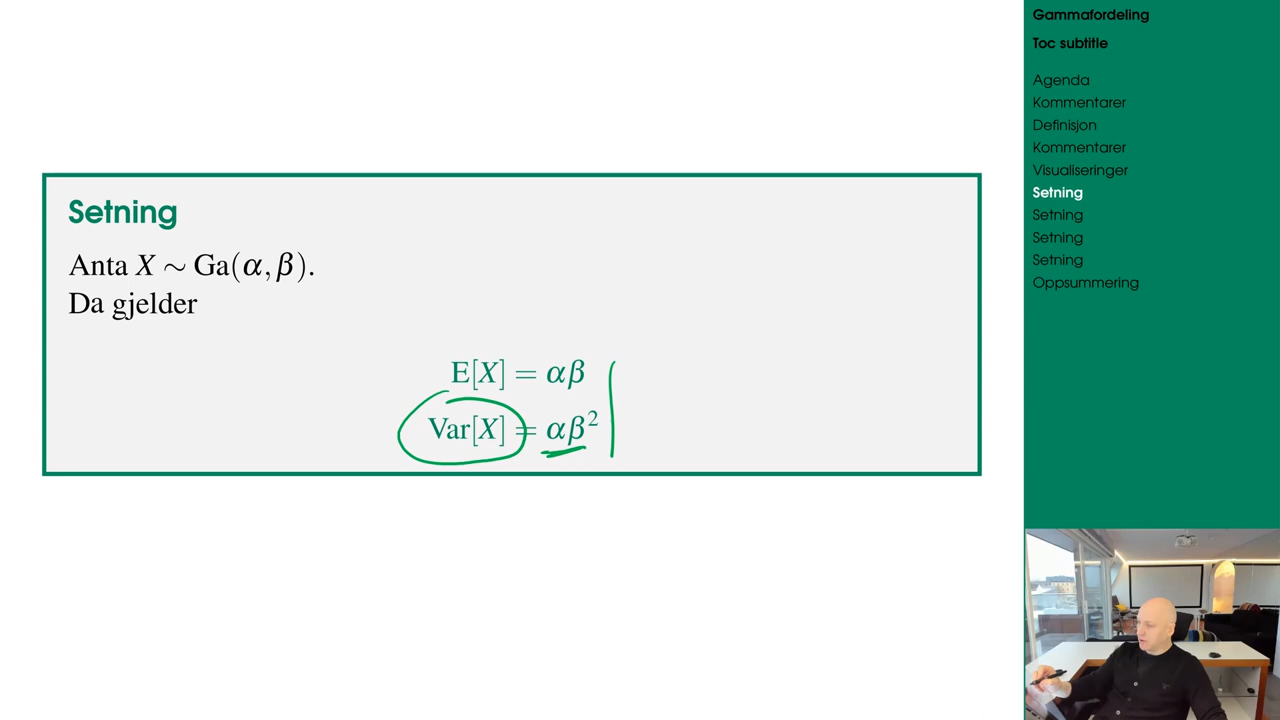 Setning
Anta X ∼ Ga(α, β).
Da gjelder
E[X] = αβ
Var[X] = αβ²
Gammafordeling
Toc subtitle
Agenda
Kommentarer
Definisjon
Kommentarer
Visualiseringer
Setning
Setning
Setning
Setning
Oppsummering